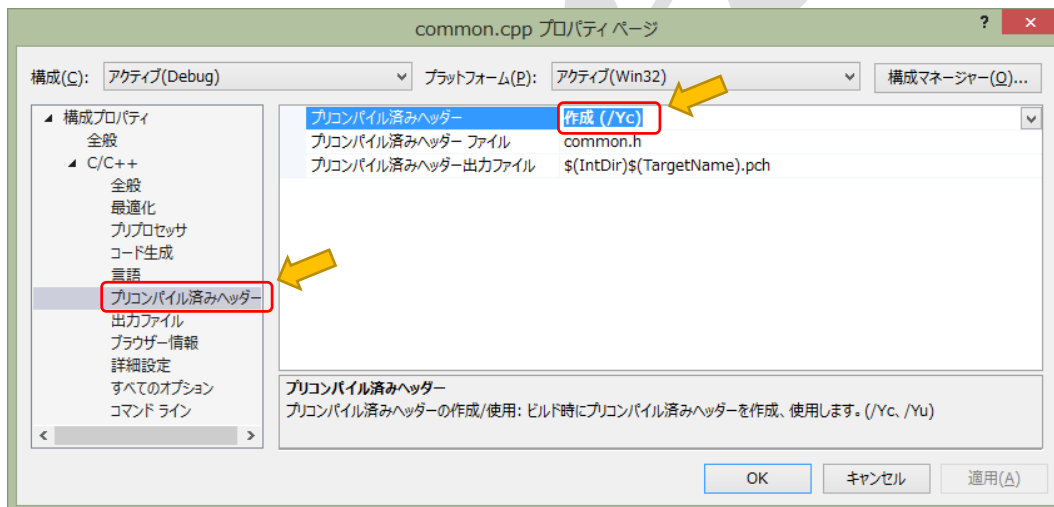 common.cpp プロパティ ページ
? ×
構成(C): アクティブ(Debug) プラットフォーム(P): アクティブ(Win32) 構成マネージャー(O)...
構成プロパティ
全般
C/C++
全般
最適化
プリプロセッサ
コード生成
言語
プリコンパイル済みヘッダー
出力ファイル
ブラウザー情報
詳細設定
すべてのオプション
コマンド ライン
プリコンパイル済みヘッダー 作成 (/Yc)
プリコンパイル済みヘッダー ファイル common.h
プリコンパイル済みヘッダー出力ファイル $(IntDir)$(TargetName).pch
プリコンパイル済みヘッダー
プリコンパイル済みヘッダーの作成/使用: ビルド時にプリコンパイル済みヘッダーを作成、使用します。(/Yc、/Yu)
OK キャンセル 適用(A)